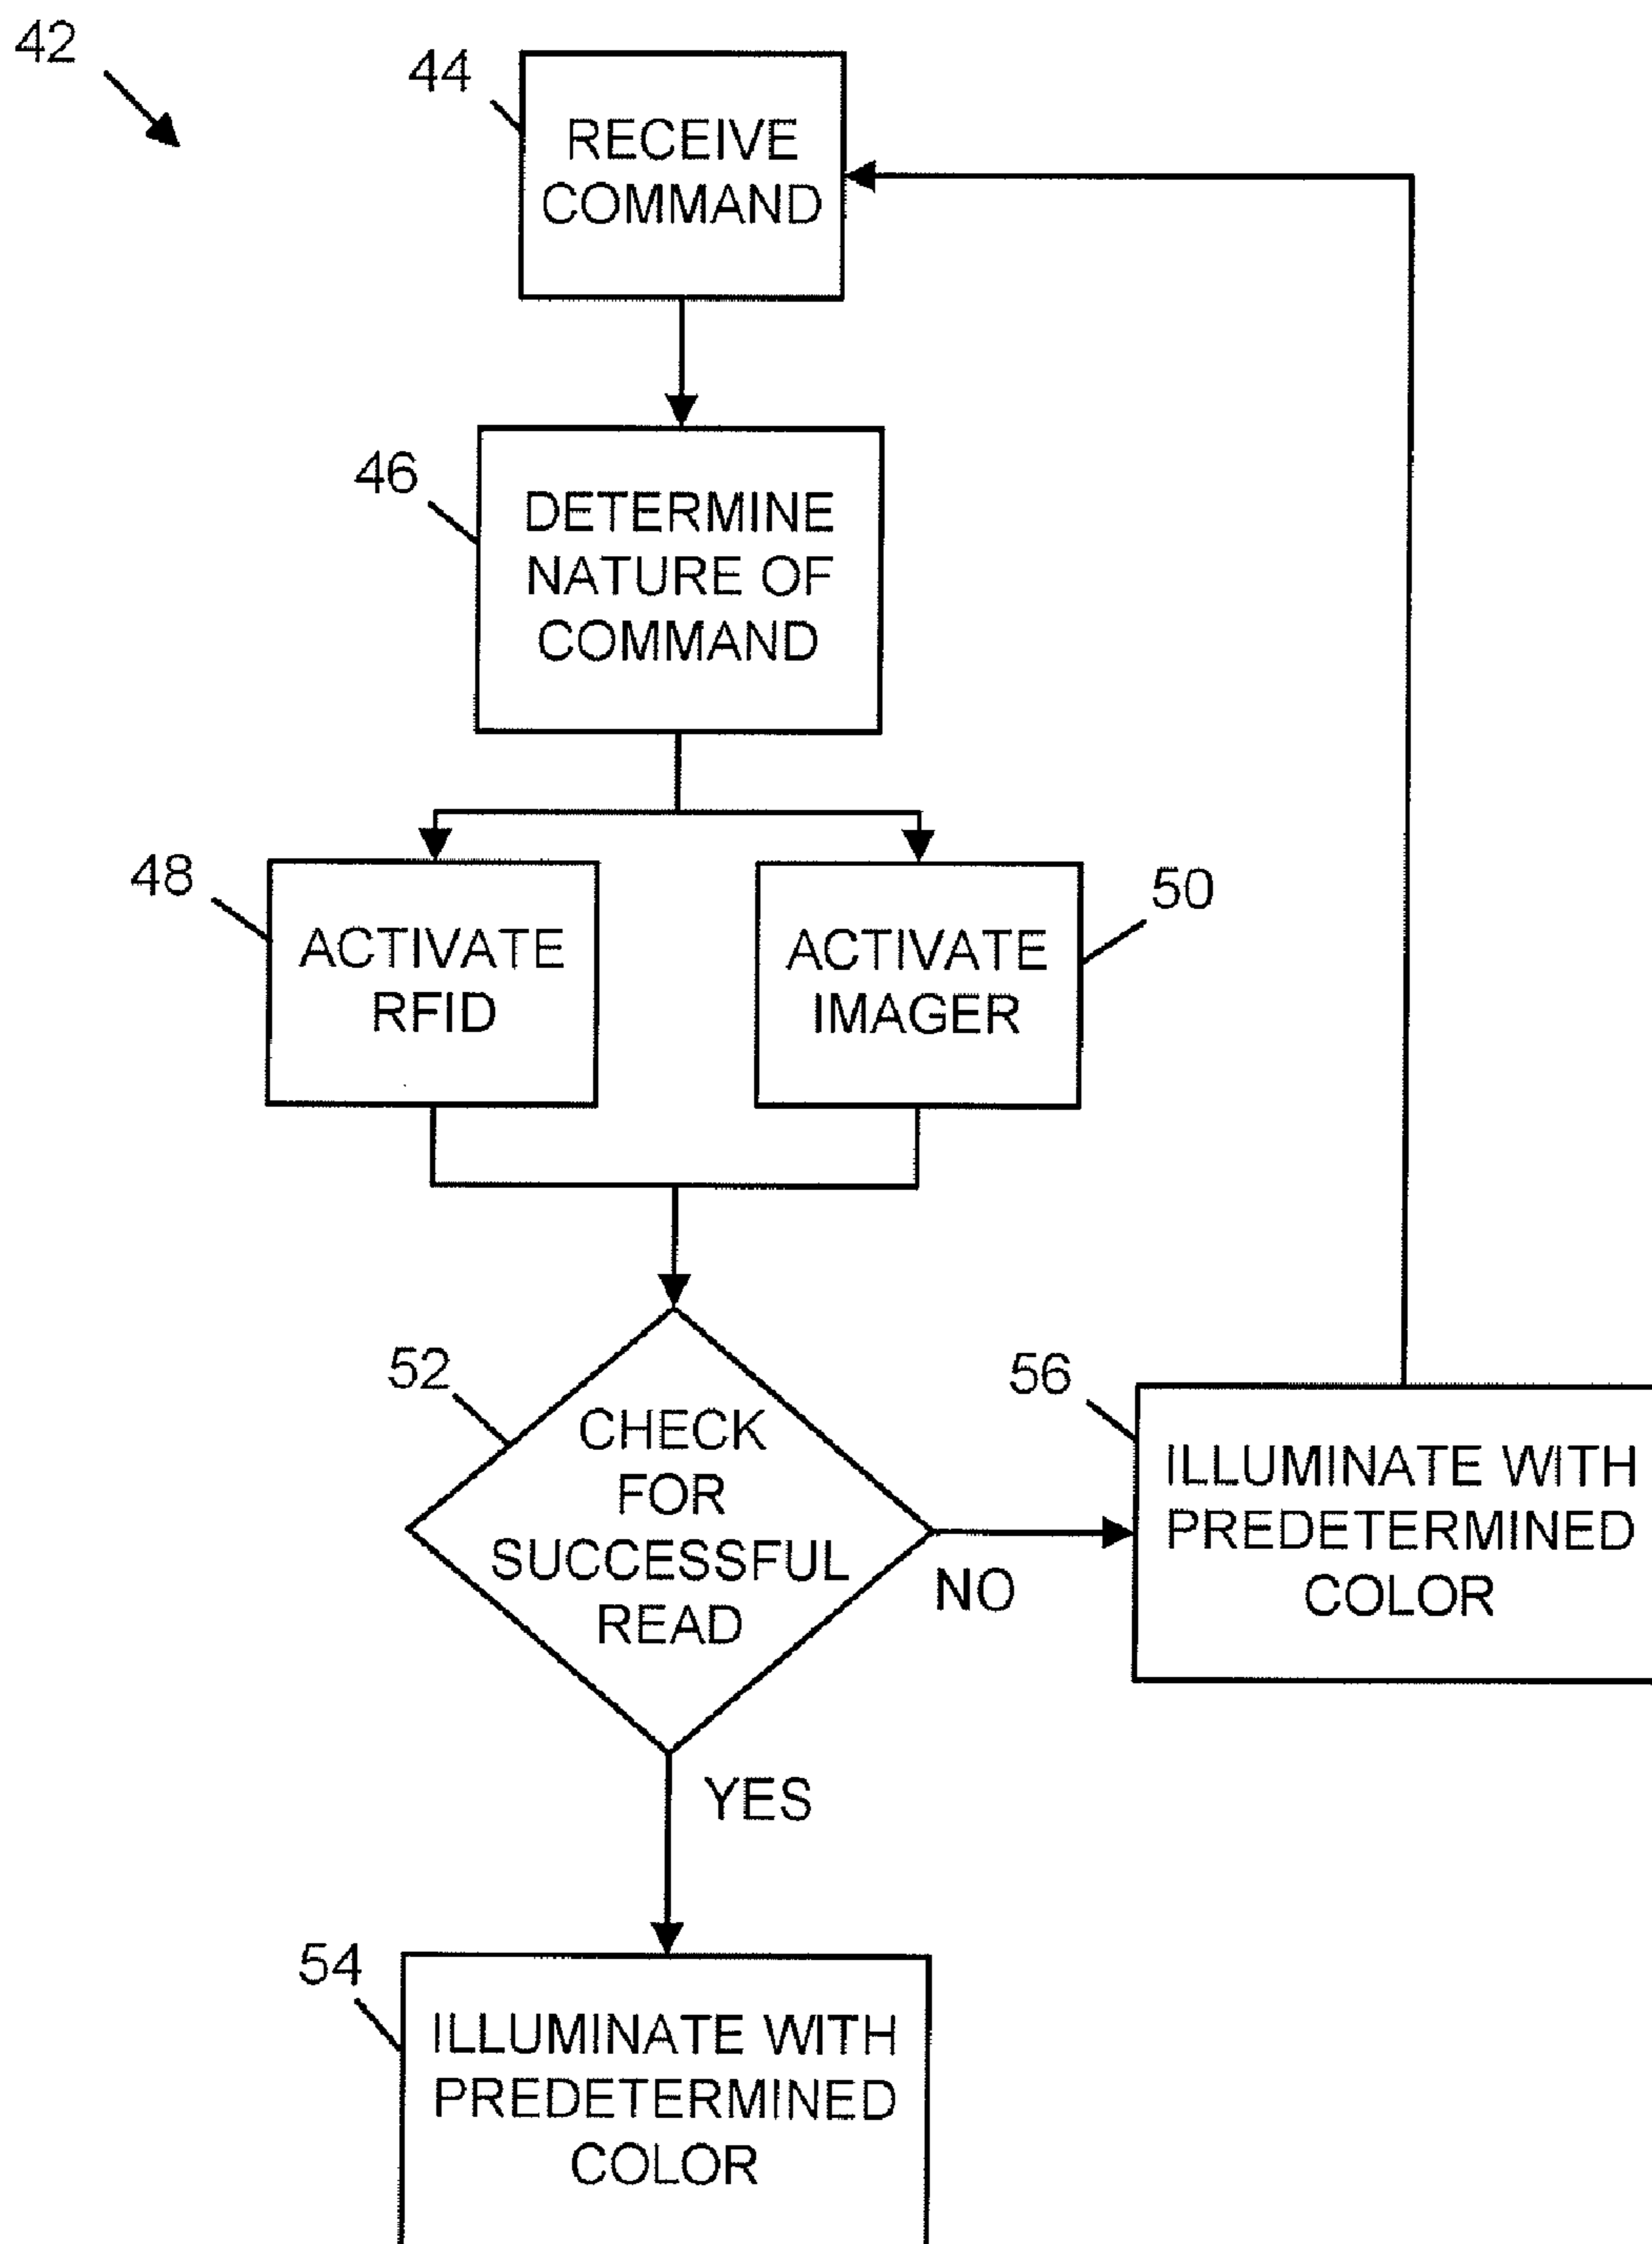 42
44
RECEIVE
COMMAND
46
DETERMINE
NATURE OF
COMMAND
48
ACTIVATE
RFID
50
ACTIVATE
IMAGER
52
CHECK
FOR
SUCCESSFUL
READ
NO
56
ILLUMINATE WITH
PREDETERMINED
COLOR
YES
54
ILLUMINATE WITH
PREDETERMINED
COLOR